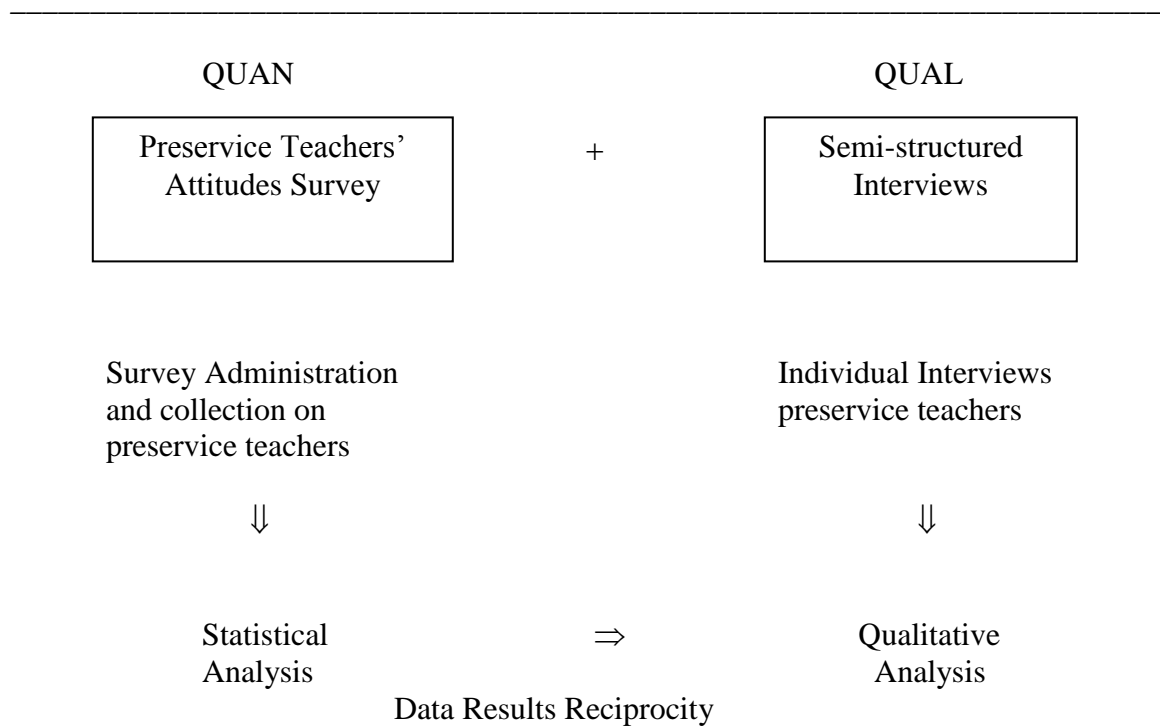 QUAN QUAL
Preservice Teachers’ + Semi-structured
Attitudes Survey Interviews
Survey Administration Individual Interviews
and collection on preservice teachers
preservice teachers
⇓ ⇓
Statistical ⇒ Qualitative
Analysis Analysis
Data Results Reciprocity